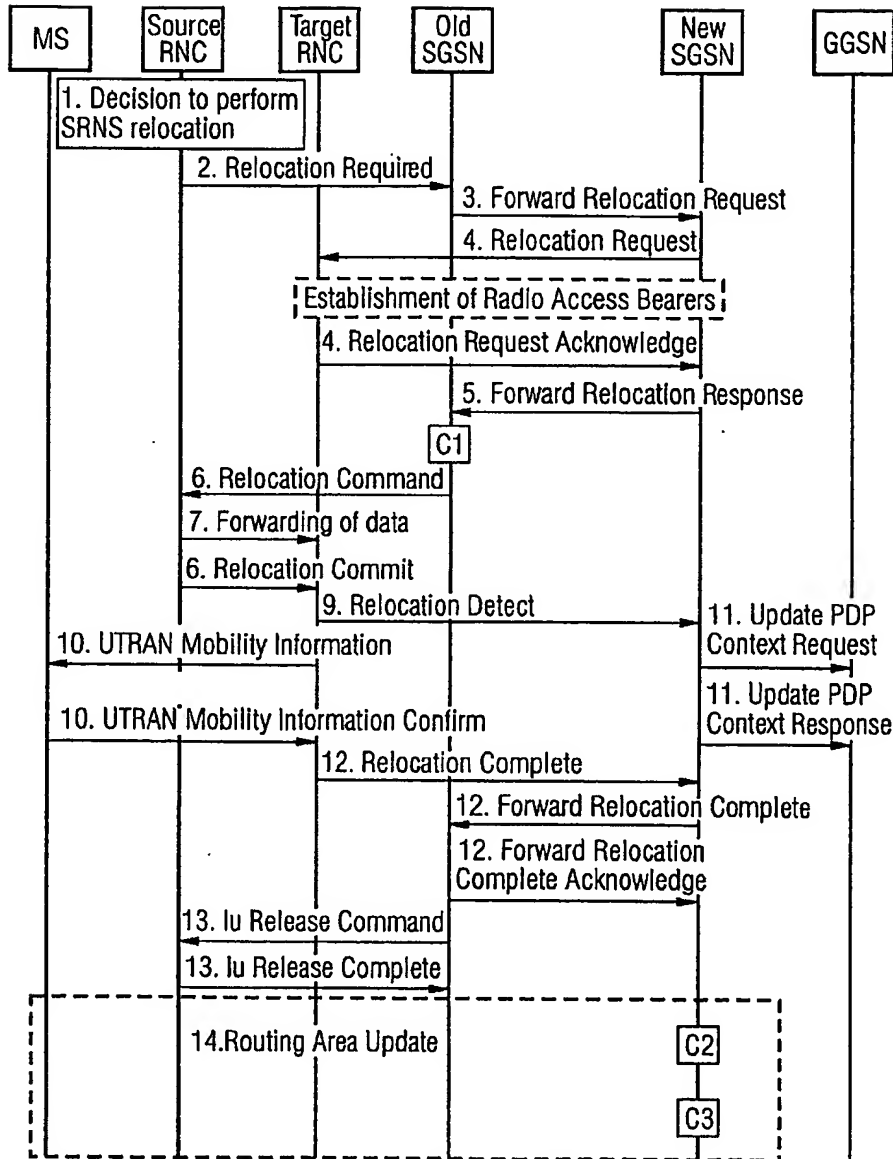 MS
Source
RNC
Target
RNC
Old
SGSN
New
SGSN
GGSN
1. Decision to perform
SRNS relocation
2. Relocation Required
3. Forward Relocation Request
4. Relocation Request
Establishment of Radio Access Bearers
4. Relocation Request Acknowledge
5. Forward Relocation Response
C1
6. Relocation Command
7. Forwarding of data
6. Relocation Commit
9. Relocation Detect
11. Update PDP
Context Request
10. UTRAN Mobility Information
11. Update PDP
Context Response
10. UTRAN Mobility Information Confirm
12. Relocation Complete
12. Forward Relocation Complete
12. Forward Relocation
Complete Acknowledge
13. Iu Release Command
13. Iu Release Complete
14.Routing Area Update
C2
C3